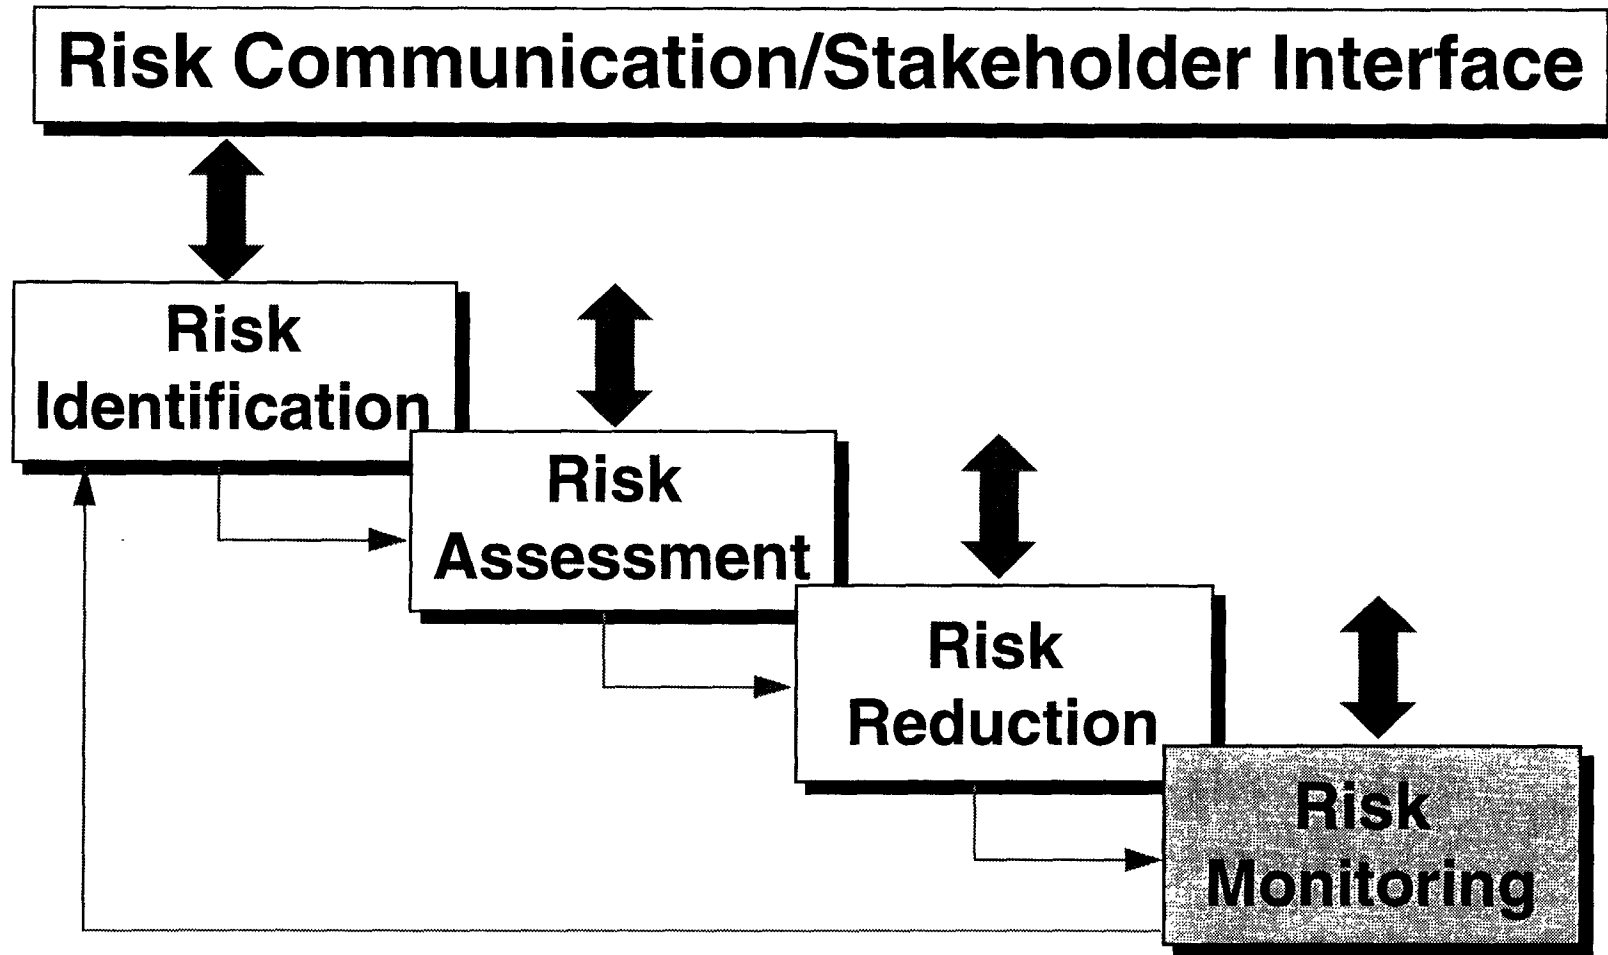 Risk Communication/Stakeholder Interface
Risk
Identification
Risk
Assessment
Risk
Reduction
Risk
Monitoring